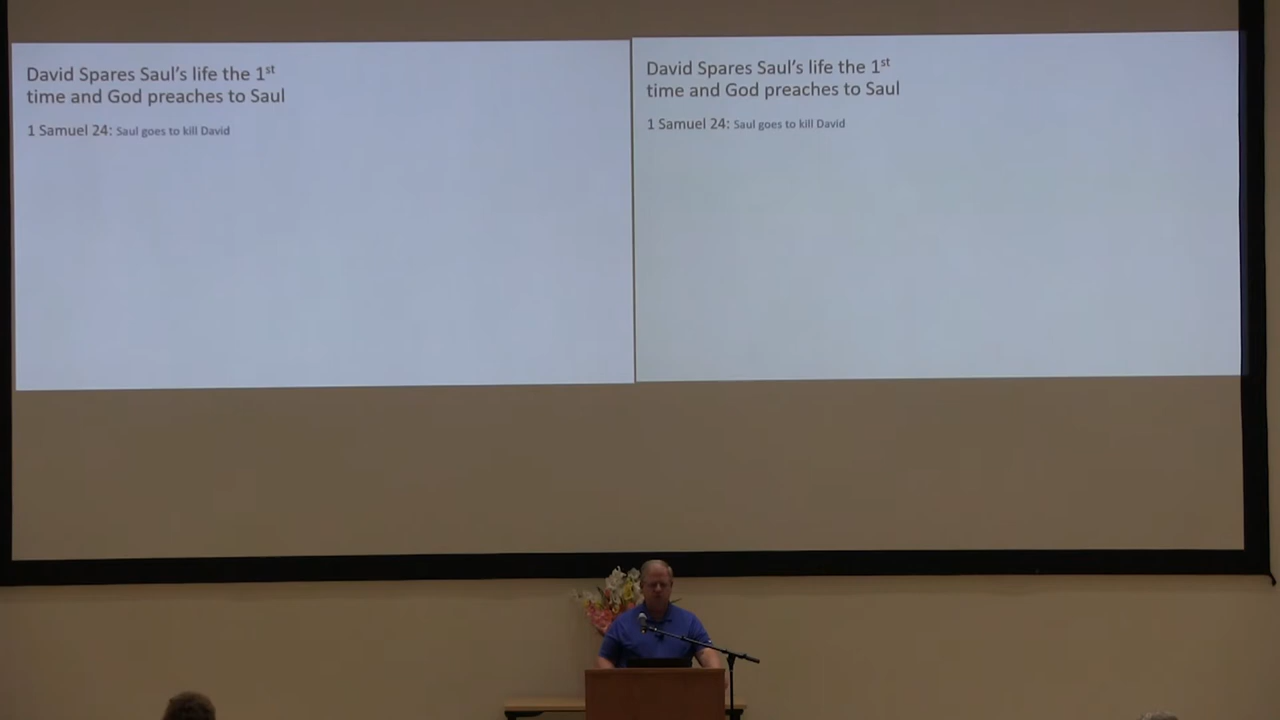 David Spares Saul's life the 1st
time and God preaches to Saul
1 Samuel 24: Saul goes to kill David
David Spares Saul's life the 1st
time and God preaches to Saul
1 Samuel 24: Saul goes to kill David